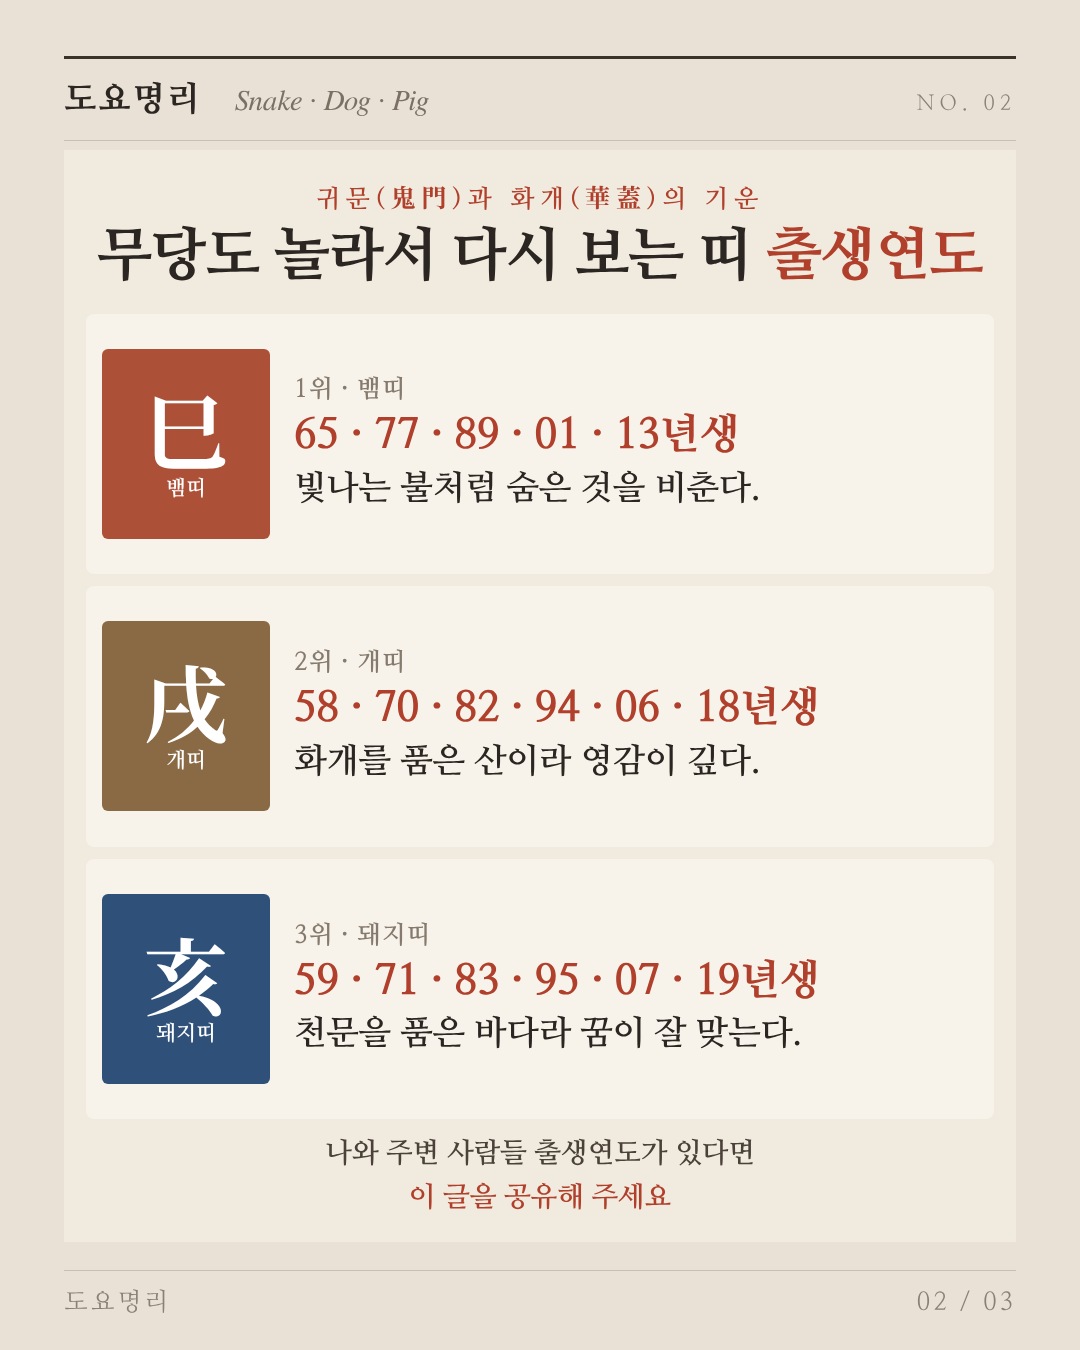 도요명리 Snake · Dog · Pig NO. 02
귀문(鬼門)과 화개(華蓋)의 기운
무당도 놀라서 다시 보는 띠 출생연도
巳
뱀띠
1위 · 뱀띠
65 · 77 · 89 · 01 · 13년생
빛나는 불처럼 숨은 것을 비춘다.
戌
개띠
2위 · 개띠
58 · 70 · 82 · 94 · 06 · 18년생
화개를 품은 산이라 영감이 깊다.
亥
돼지띠
3위 · 돼지띠
59 · 71 · 83 · 95 · 07 · 19년생
천문을 품은 바다라 꿈이 잘 맞는다.
나와 주변 사람들 출생연도가 있다면
이 글을 공유해 주세요
도요명리 02 / 03